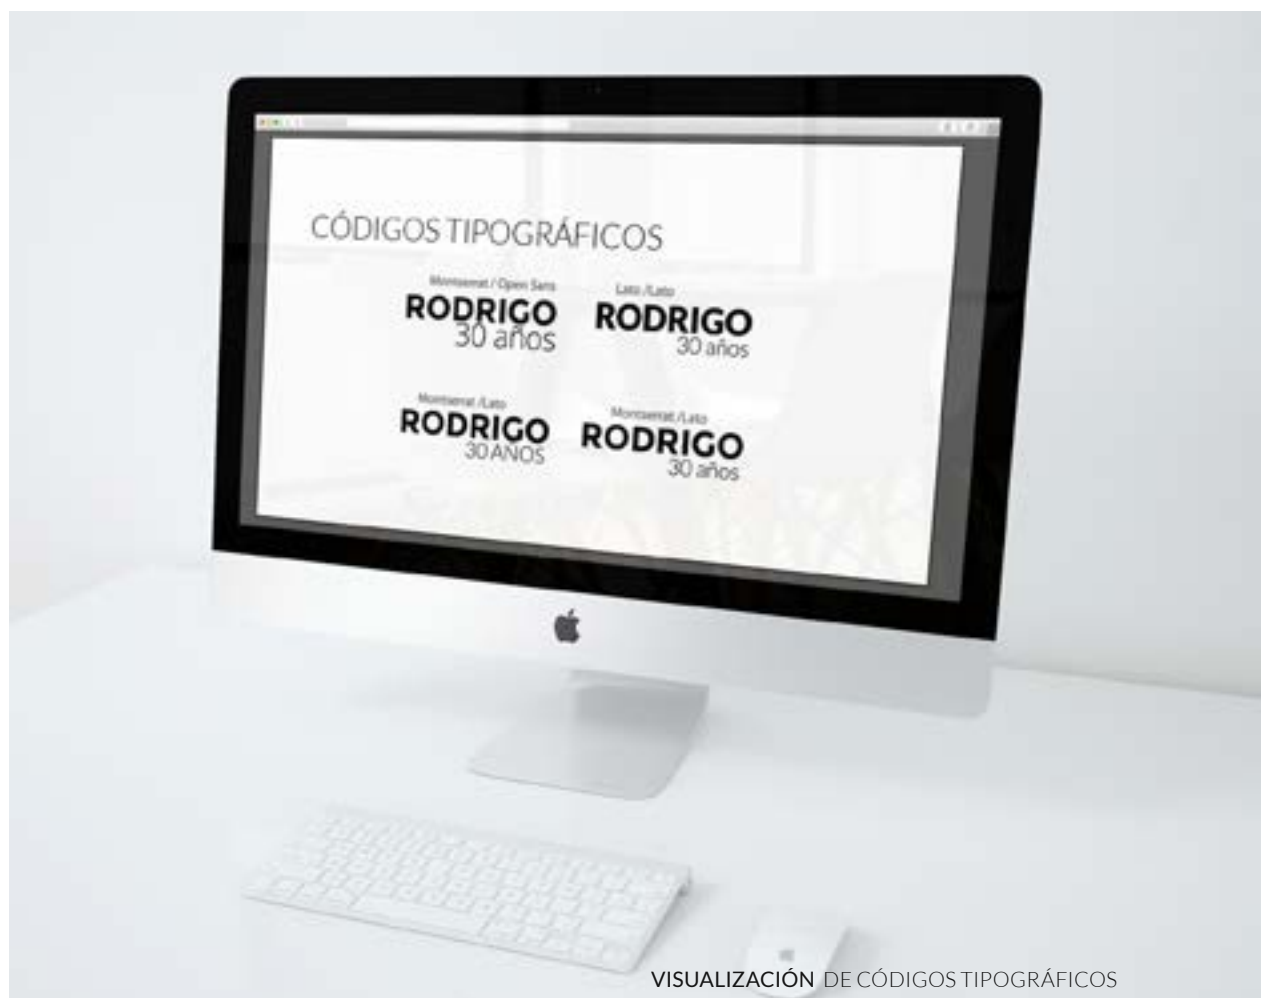 CÓDIGOS TIPOGRÁFICOS
Montserrat / Open Sans
RODRIGO
30 años
Lato /Lato
RODRIGO
30 años
Montserrat /Lato
RODRIGO
30 AÑOS
Montserrat /Lato
RODRIGO
30 años
VISUALIZACIÓN DE CÓDIGOS TIPOGRÁFICOS